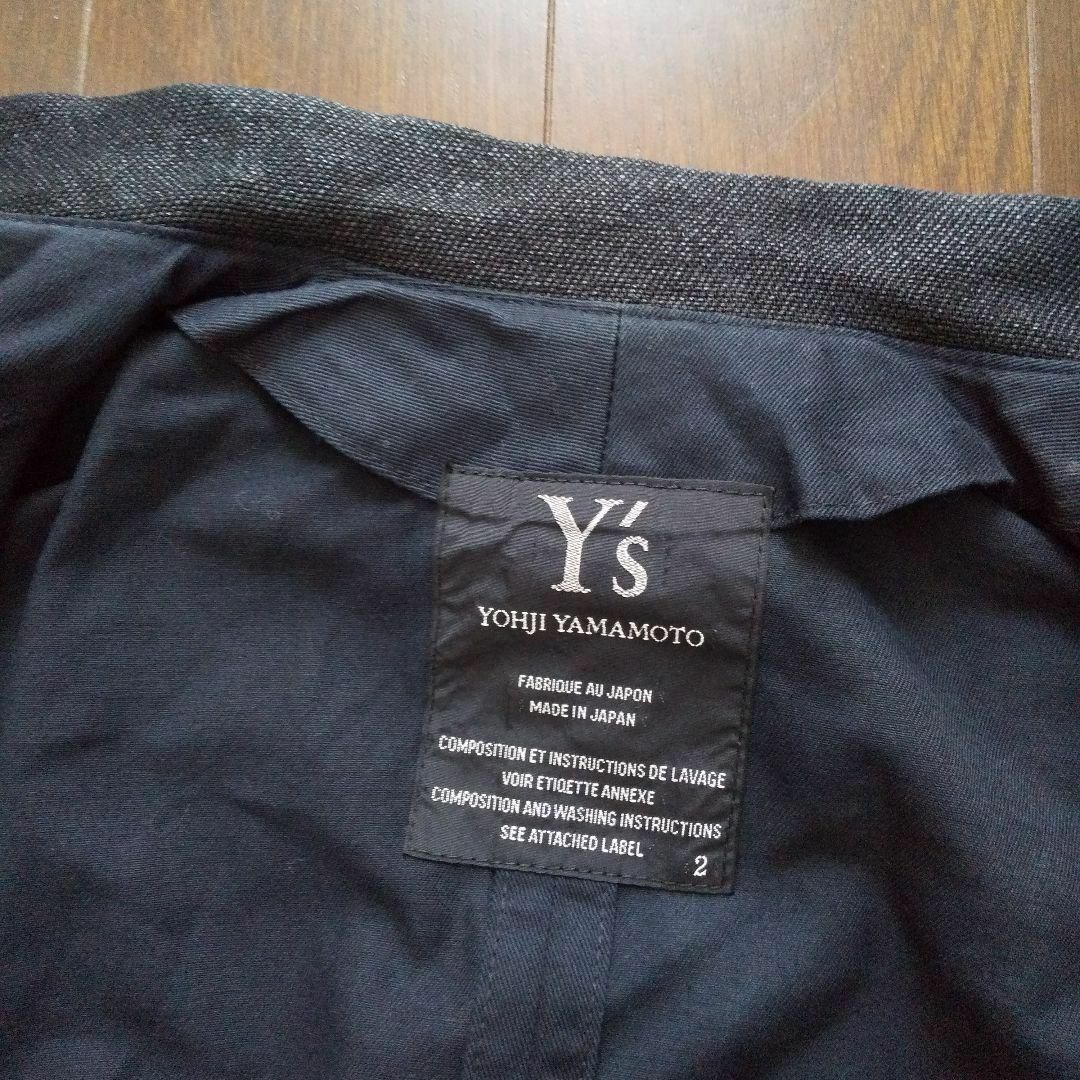 Y's
YOHJI YAMAMOTO
FABRIQUE AU JAPON
MADE IN JAPAN
COMPOSITION ET INSTRUCTIONS DE LAVAGE
VOIR ETIQETTE ANNEXE
COMPOSITION AND WASHING INSTRUCTIONS
SEE ATTACHED LABEL
2